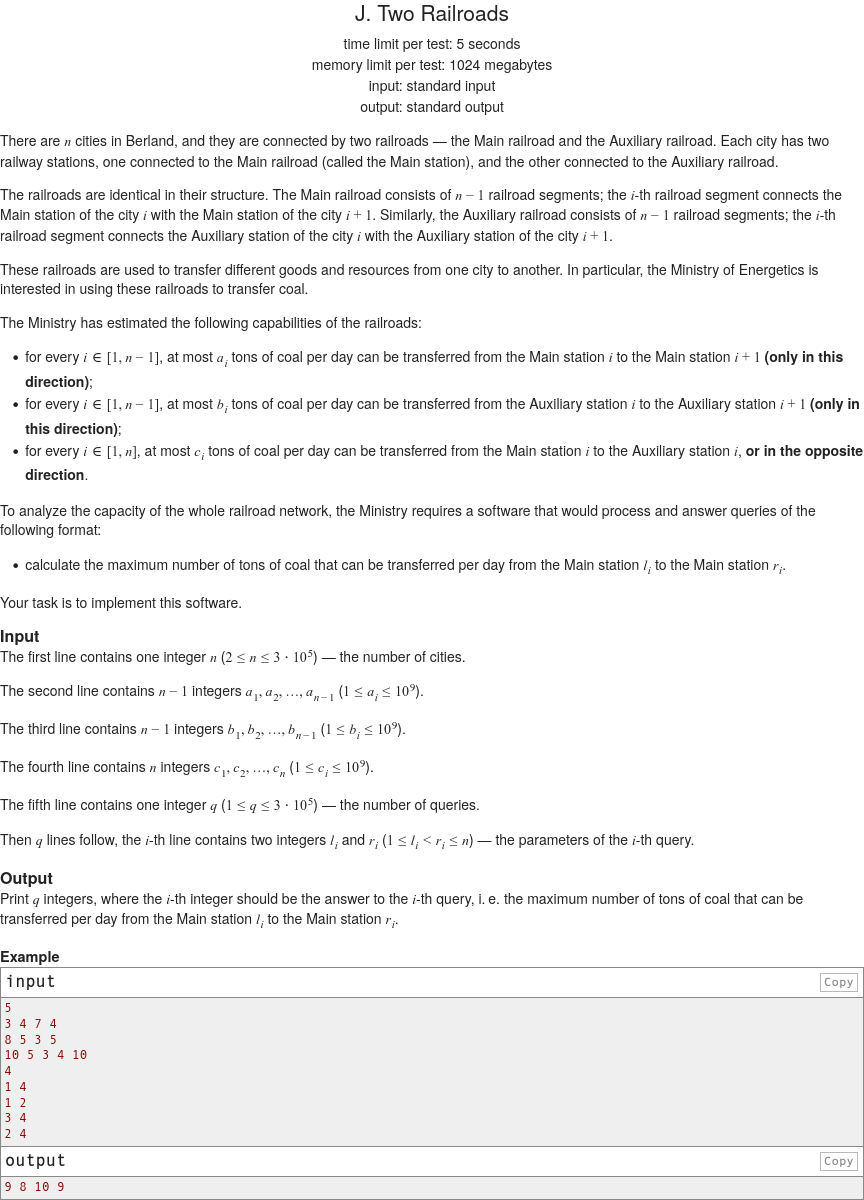 J. Two Railroads
time limit per test: 5 seconds
memory limit per test: 1024 megabytes
input: standard input
output: standard output
There are n cities in Berland, and they are connected by two railroads — the Main railroad and the Auxiliary railroad. Each city has two
railway stations, one connected to the Main railroad (called the Main station), and the other connected to the Auxiliary railroad.
The railroads are identical in their structure. The Main railroad consists of n − 1 railroad segments; the i-th railroad segment connects the
Main station of the city i with the Main station of the city i + 1. Similarly, the Auxiliary railroad consists of n − 1 railroad segments; the i-th
railroad segment connects the Auxiliary station of the city i with the Auxiliary station of the city i + 1.
These railroads are used to transfer different goods and resources from one city to another. In particular, the Ministry of Energetics is
interested in using these railroads to transfer coal.
The Ministry has estimated the following capabilities of the railroads:
• for every i ∈ [1, n − 1], at most a_i tons of coal per day can be transferred from the Main station i to the Main station i + 1 (only in this
direction);
• for every i ∈ [1, n − 1], at most b_i tons of coal per day can be transferred from the Auxiliary station i to the Auxiliary station i + 1 (only in
this direction);
• for every i ∈ [1, n], at most c_i tons of coal per day can be transferred from the Main station i to the Auxiliary station i, or in the opposite
direction.
To analyze the capacity of the whole railroad network, the Ministry requires a software that would process and answer queries of the
following format:
• calculate the maximum number of tons of coal that can be transferred per day from the Main station l_i to the Main station r_i.
Your task is to implement this software.
Input
The first line contains one integer n (2 ≤ n ≤ 3 · 10^5) — the number of cities.
The second line contains n − 1 integers a_1, a_2, …, a_{n−1} (1 ≤ a_i ≤ 10^9).
The third line contains n − 1 integers b_1, b_2, …, b_{n−1} (1 ≤ b_i ≤ 10^9).
The fourth line contains n integers c_1, c_2, …, c_n (1 ≤ c_i ≤ 10^9).
The fifth line contains one integer q (1 ≤ q ≤ 3 · 10^5) — the number of queries.
Then q lines follow, the i-th line contains two integers l_i and r_i (1 ≤ l_i < r_i ≤ n) — the parameters of the i-th query.
Output
Print q integers, where the i-th integer should be the answer to the i-th query, i. e. the maximum number of tons of coal that can be
transferred per day from the Main station l_i to the Main station r_i.
Example
input
Copy
5
3 4 7 4
8 5 3 5
10 5 3 4 10
4
1 4
1 2
3 4
2 4
output
Copy
9 8 10 9